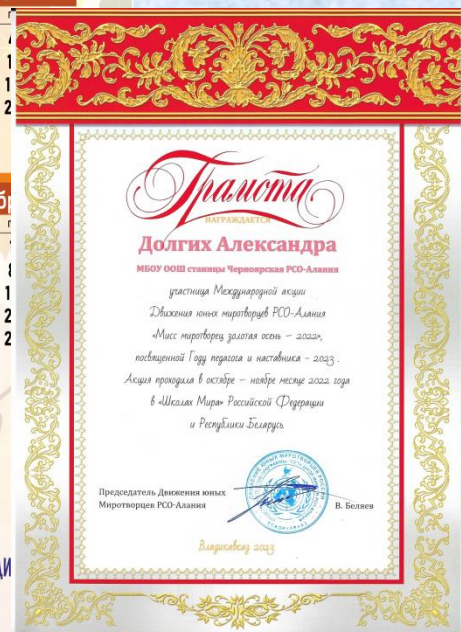 Грамота
НАГРАЖДАЕТСЯ
Долгих Александра
МБОУ ООШ станицы Черноярская РСО-Алания
участница Международной акции
Движения юных миротворцев РСО-Алания
«Мисс миротворец золотая осень – 2022»,
посвященной Году педагога и наставника - 2023 .
Акция проходила в октябре – ноябре месяце 2022 года
в «Школах Мира» Российской Федерации
и Республики Беларусь.
Председатель Движения юных
Миротворцев РСО-Алания
В. Беляев
Владикавказ 2023